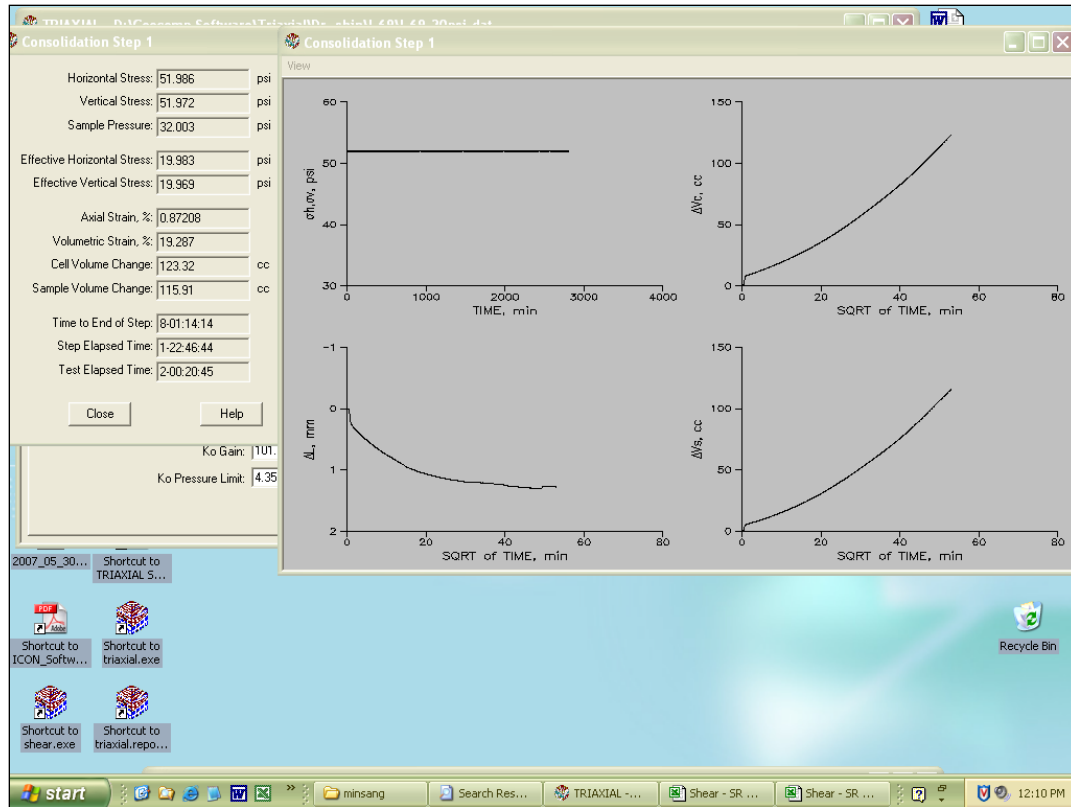 Consolidation Step 1
Horizontal Stress: 51.986 psi
Vertical Stress: 51.972 psi
Sample Pressure: 32.003 psi
Effective Horizontal Stress: 19.983 psi
Effective Vertical Stress: 19.969 psi
Axial Strain, %: 0.87208
Volumetric Strain, %: 19.287
Cell Volume Change: 123.32 cc
Sample Volume Change: 115.91 cc
Time to End of Step: 8-01:14:14
Step Elapsed Time: 1-22:46:44
Test Elapsed Time: 2-00:20:45
Close
Help
Ko Gain: 101.
Ko Pressure Limit: 4.35
Consolidation Step 1
View
60
50
40
30
σh,σv, psi
0 1000 2000 3000 4000
TIME, min
150
100
50
0
ΔVc, cc
0 20 40 60 80
SQRT of TIME, min
-1
0
1
2
ΔL, mm
0 20 40 60 80
SQRT of TIME, min
150
100
50
0
ΔVs, cc
0 20 40 60 80
SQRT of TIME, min
2007_05_30...
Shortcut to
TRIAXIAL S...
Shortcut to
ICON_Softw...
Shortcut to
triaxial.exe
Shortcut to
shear.exe
Shortcut to
triaxial.repo...
PDF
Adobe
Recycle Bin
start
minsang
Search Res...
TRIAXIAL -...
Shear - SR ...
Shear - SR ...
12:10 PM